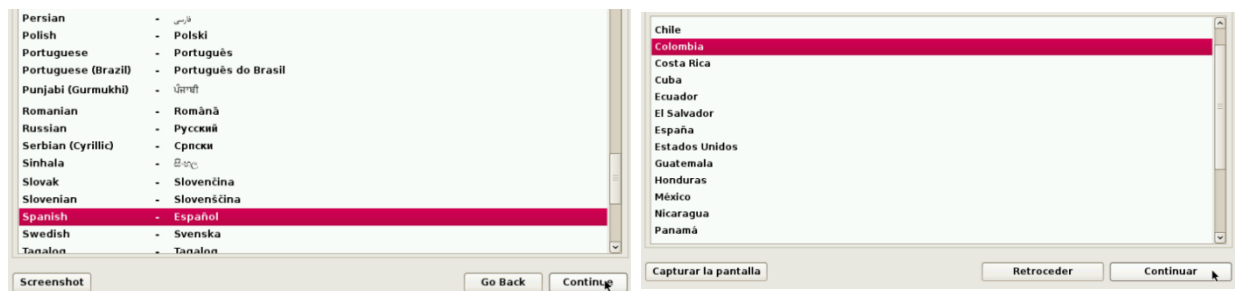 Persian - فارسی
Polish - Polski
Portuguese - Português
Portuguese (Brazil) - Português do Brasil
Punjabi (Gurmukhi) - ਪੰਜਾਬੀ
Romanian - Română
Russian - Русский
Serbian (Cyrillic) - Српски
Sinhala - සිංහල
Slovak - Slovenčina
Slovenian - Slovenščina
Spanish - Español
Swedish - Svenska
Tagalog - Tagalog
Screenshot Go Back Continue
Chile
Colombia
Costa Rica
Cuba
Ecuador
El Salvador
España
Estados Unidos
Guatemala
Honduras
México
Nicaragua
Panamá
Capturar la pantalla Retroceder Continuar